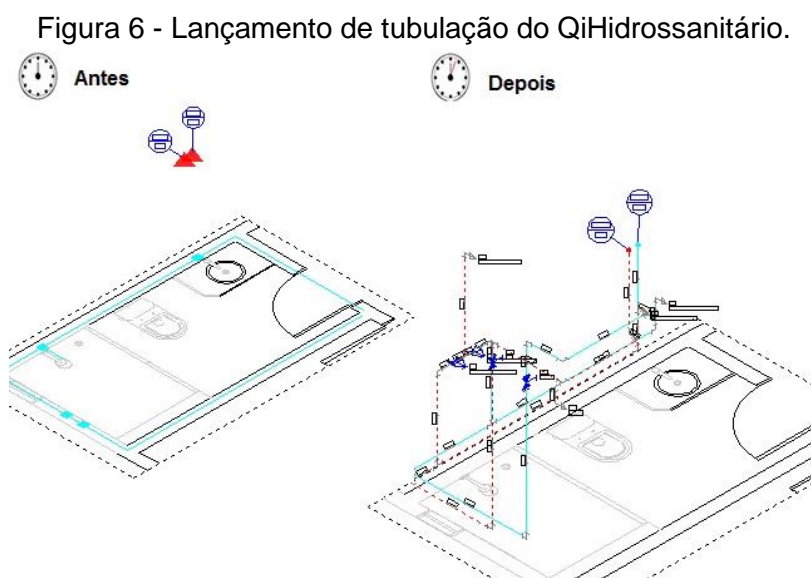 Figura 6 - Lançamento de tubulação do QiHidrossanitário.
Antes
Depois